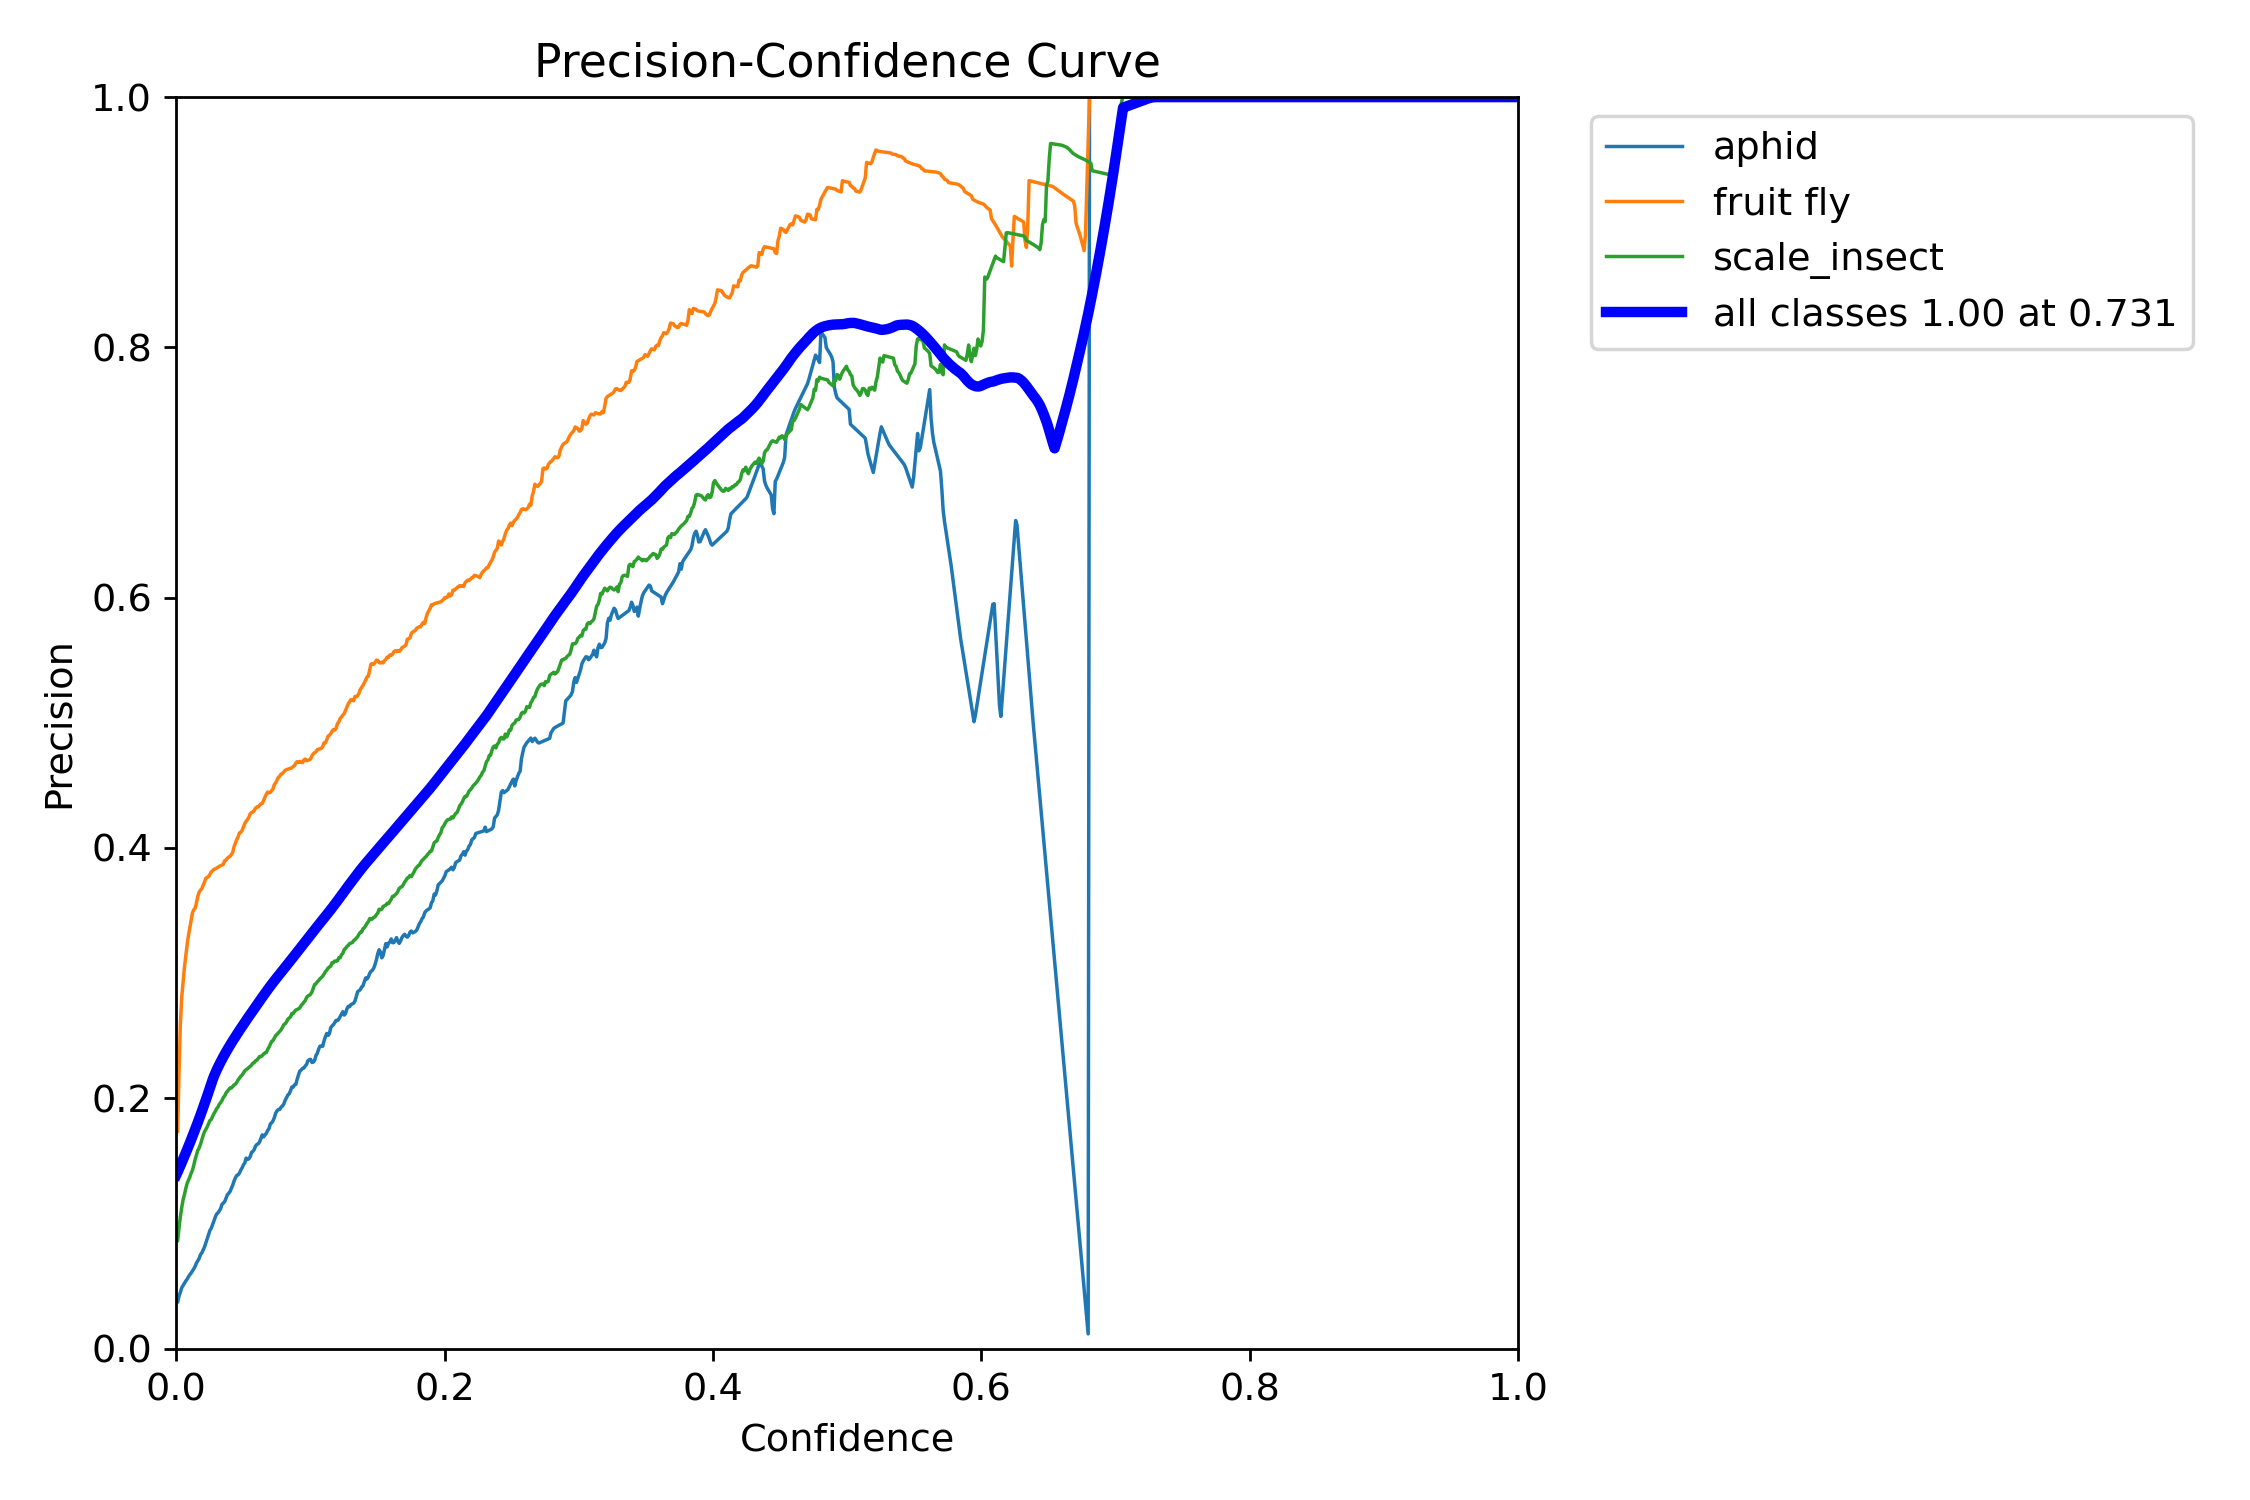 Precision-Confidence Curve
1.0
0.8
0.6
0.4
0.2
0.0
Precision
0.0 0.2 0.4 0.6 0.8 1.0
Confidence
aphid
fruit fly
scale_insect
all classes 1.00 at 0.731